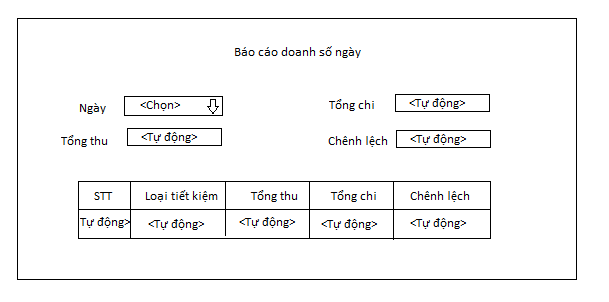 Báo cáo doanh số ngày
Ngày <Chọn> Tổng chi <Tự động>
Tổng thu <Tự động> Chênh lệch <Tự động>
STT Loại tiết kiệm Tổng thu Tổng chi Chênh lệch
Tự động> <Tự động> <Tự động> <Tự động> <Tự động>